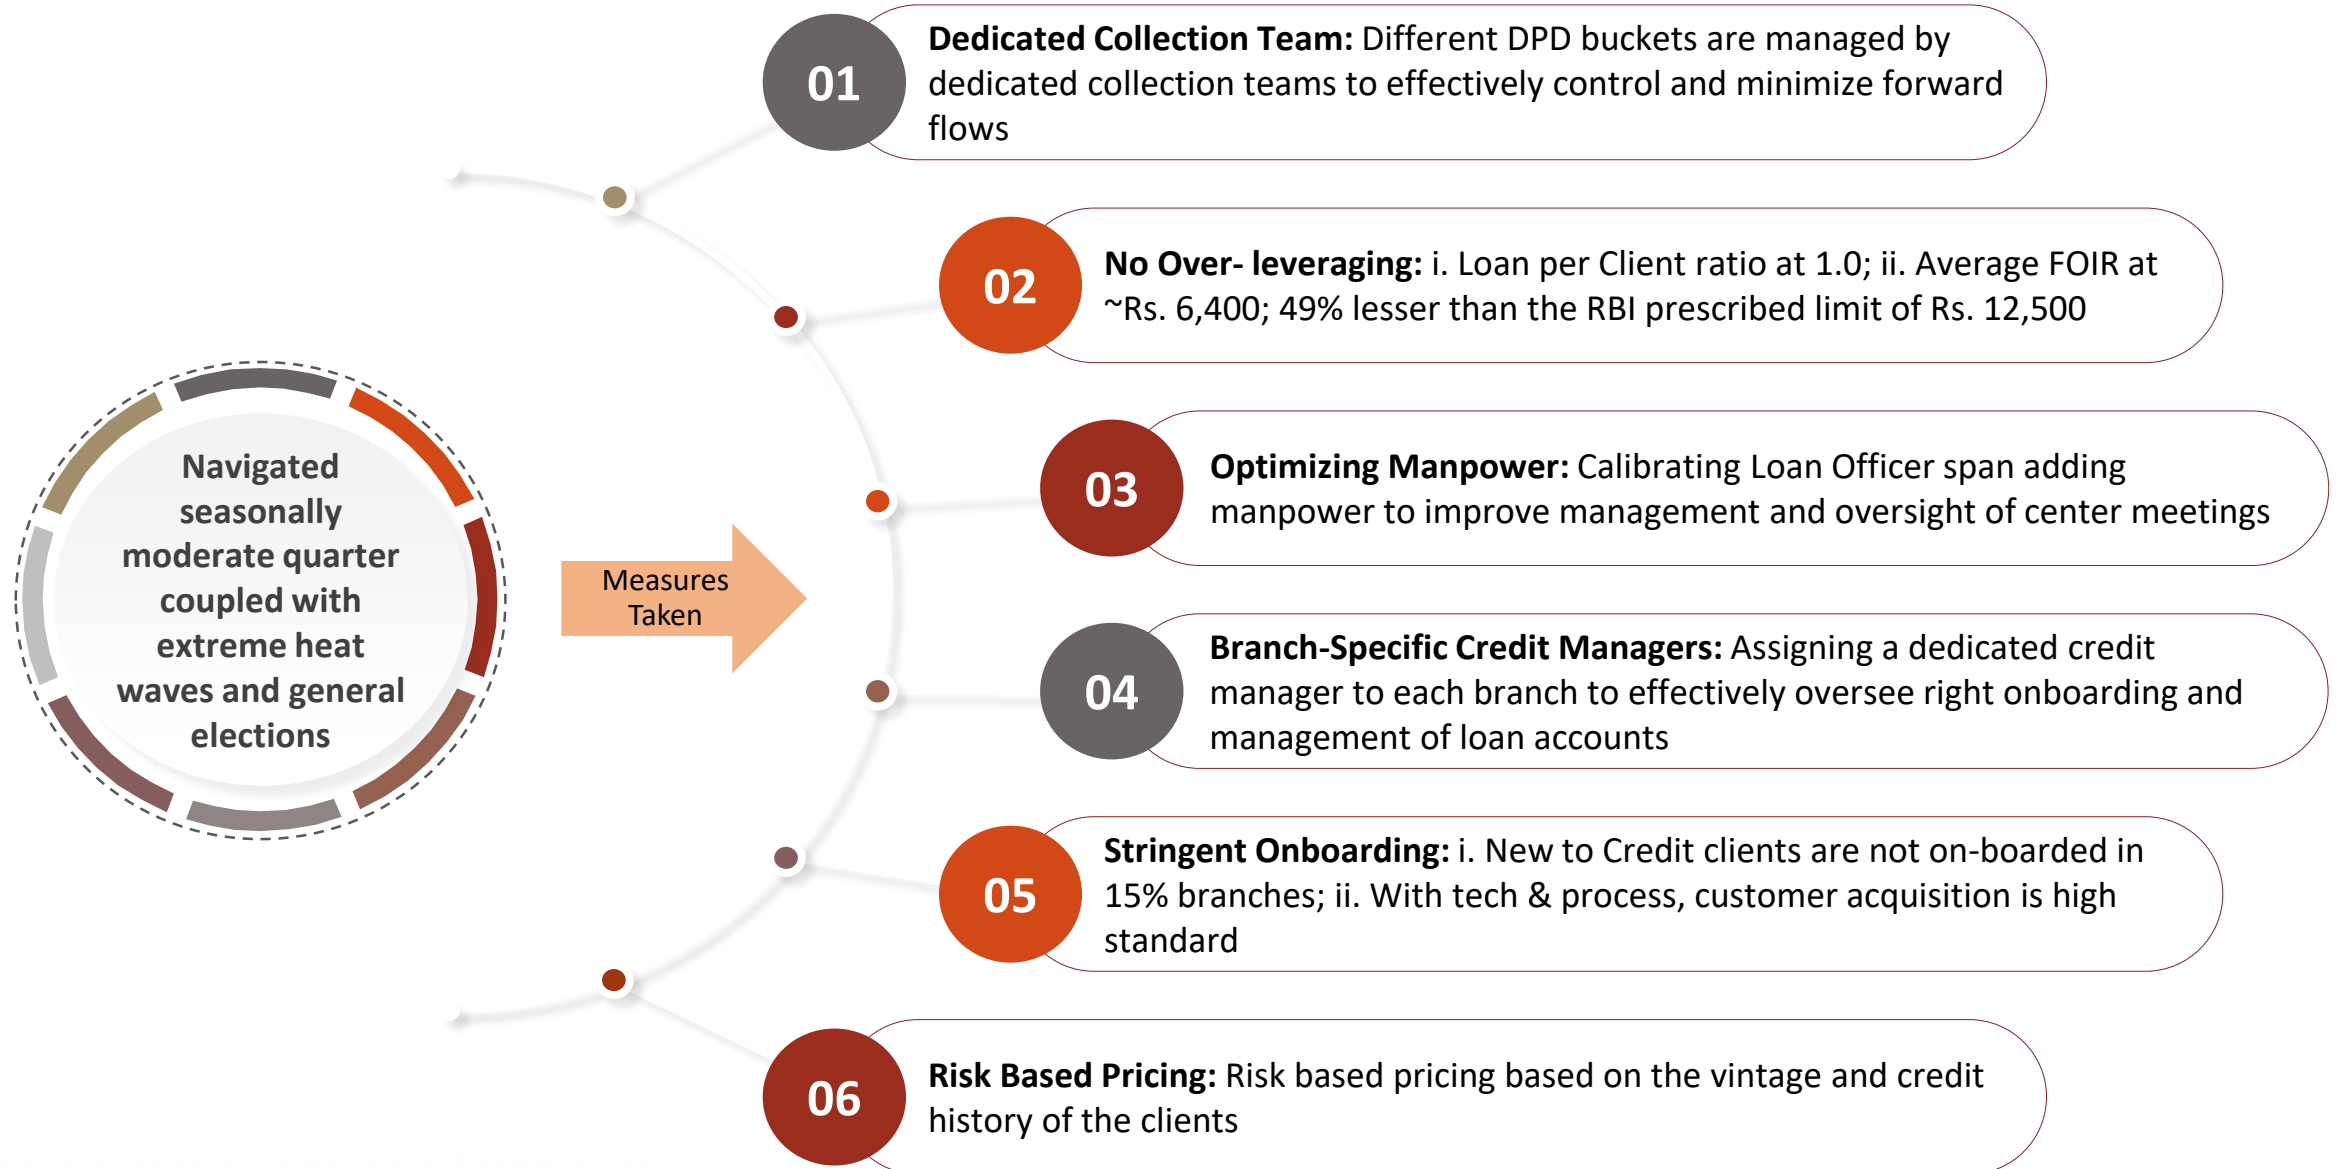 Navigated
seasonally
moderate quarter
coupled with
extreme heat
waves and general
elections
Measures
Taken
01
Dedicated Collection Team: Different DPD buckets are managed by
dedicated collection teams to effectively control and minimize forward
flows
02
No Over- leveraging: i. Loan per Client ratio at 1.0; ii. Average FOIR at
~Rs. 6,400; 49% lesser than the RBI prescribed limit of Rs. 12,500
03
Optimizing Manpower: Calibrating Loan Officer span adding
manpower to improve management and oversight of center meetings
04
Branch-Specific Credit Managers: Assigning a dedicated credit
manager to each branch to effectively oversee right onboarding and
management of loan accounts
05
Stringent Onboarding: i. New to Credit clients are not on-boarded in
15% branches; ii. With tech & process, customer acquisition is high
standard
06
Risk Based Pricing: Risk based pricing based on the vintage and credit
history of the clients